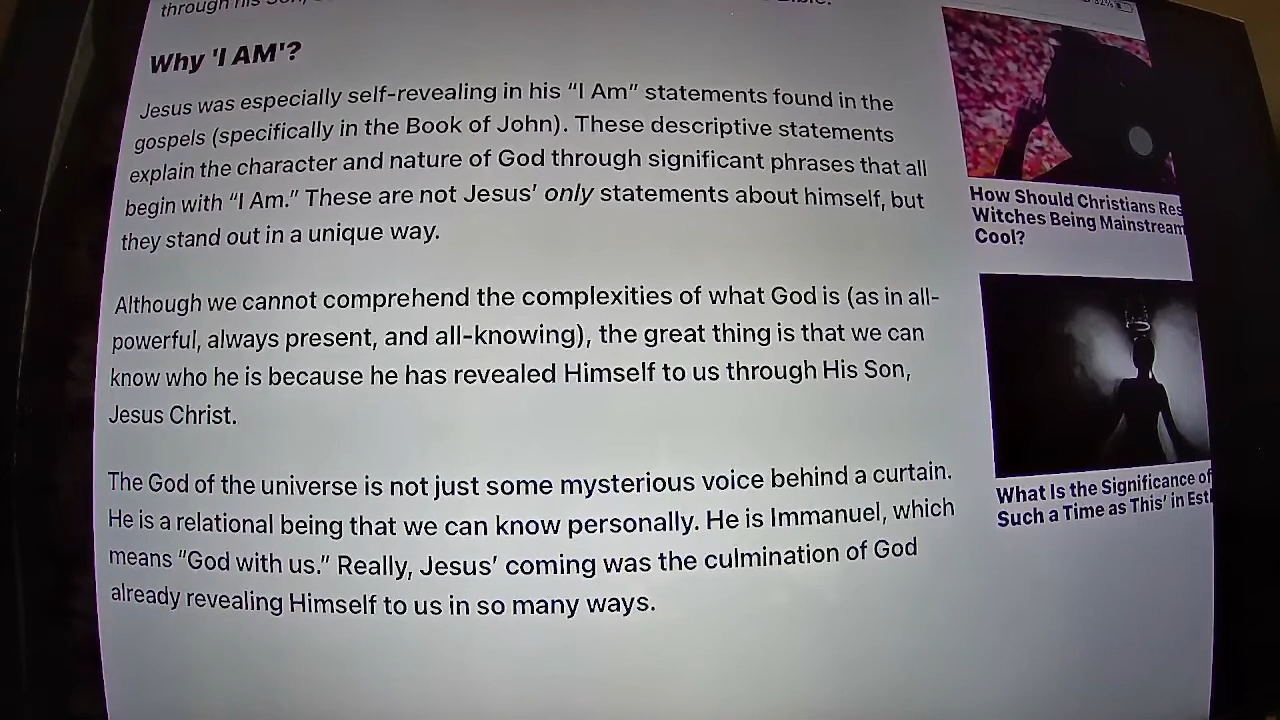 through his Son,
Bible.
32%
Why 'I AM'?
Jesus was especially self-revealing in his “I Am” statements found in the
gospels (specifically in the Book of John). These descriptive statements
explain the character and nature of God through significant phrases that all
begin with “I Am.” These are not Jesus’ only statements about himself, but
they stand out in a unique way.
Although we cannot comprehend the complexities of what God is (as in all-
powerful, always present, and all-knowing), the great thing is that we can
know who he is because he has revealed Himself to us through His Son,
Jesus Christ.
The God of the universe is not just some mysterious voice behind a curtain.
He is a relational being that we can know personally. He is Immanuel, which
means “God with us.” Really, Jesus’ coming was the culmination of God
already revealing Himself to us in so many ways.
How Should Christians Res
Witches Being Mainstream
Cool?
What Is the Significance of
Such a Time as This’ in Est